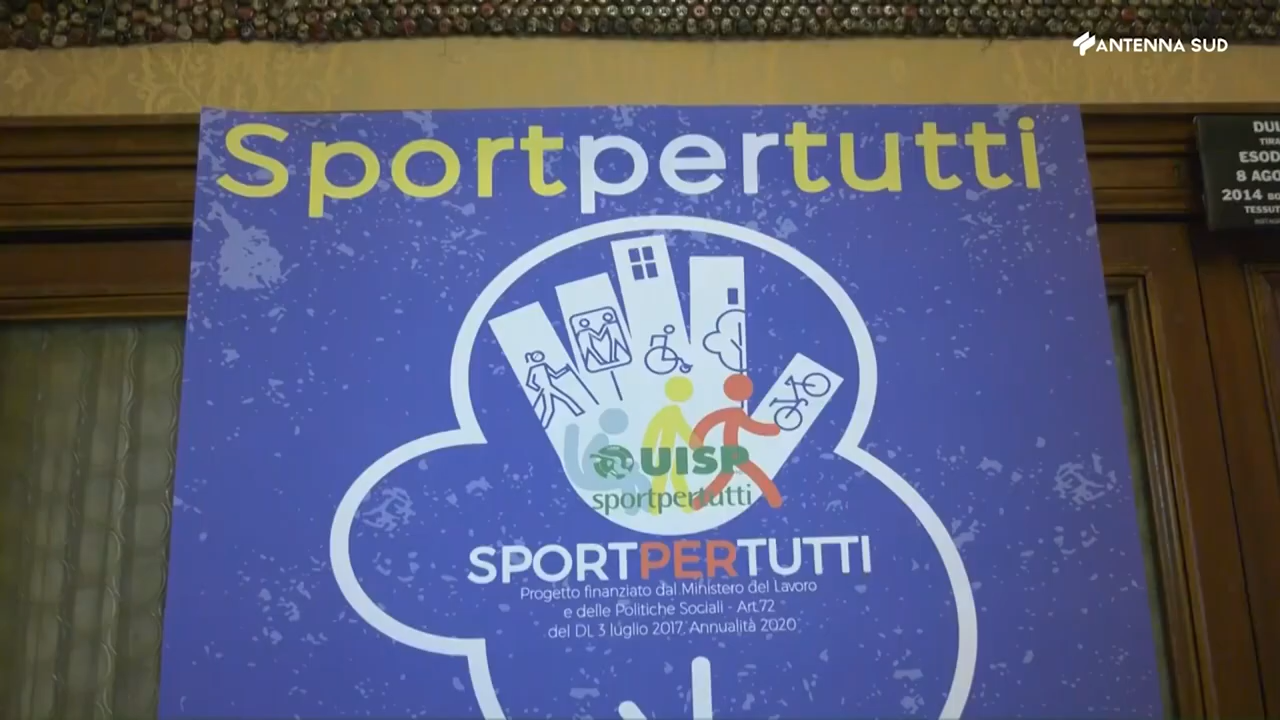 ANTENNA SUD
Sportpertutti
UISP
sportpertutti
SPORTPERTUTTI
Progetto finanziato dal Ministero del Lavoro
e delle Politiche Sociali - Art.72
del DL 3 luglio 2017. Annualità 2020
8 AGO
2014